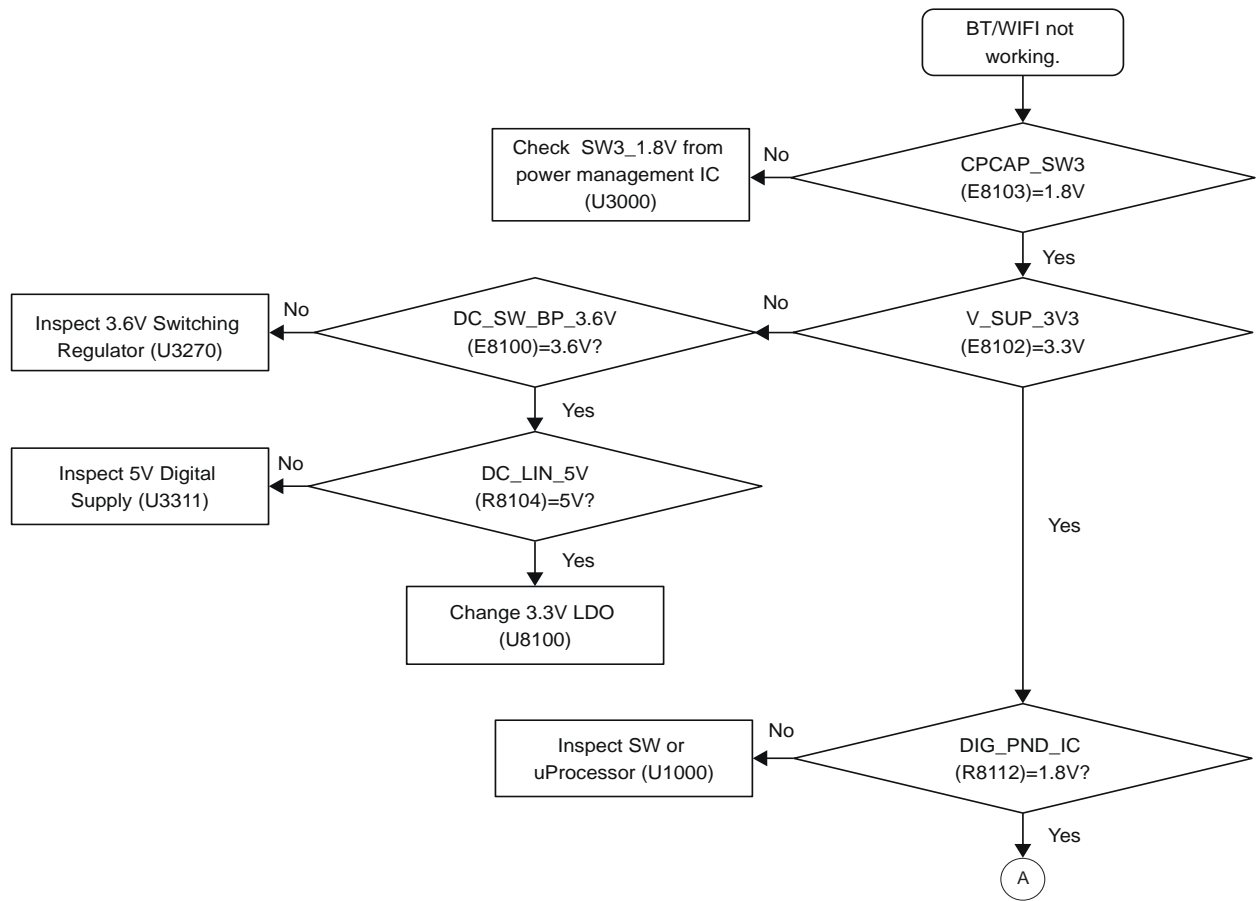 BT/WIFI not
working.
Check SW3_1.8V from
power management IC
(U3000)
No
CPCAP_SW3
(E8103)=1.8V
Yes
Inspect 3.6V Switching
Regulator (U3270)
No
DC_SW_BP_3.6V
(E8100)=3.6V?
No
V_SUP_3V3
(E8102)=3.3V
Yes
Inspect 5V Digital
Supply (U3311)
No
DC_LIN_5V
(R8104)=5V?
Yes
Yes
Change 3.3V LDO
(U8100)
Inspect SW or
uProcessor (U1000)
No
DIG_PND_IC
(R8112)=1.8V?
Yes
A